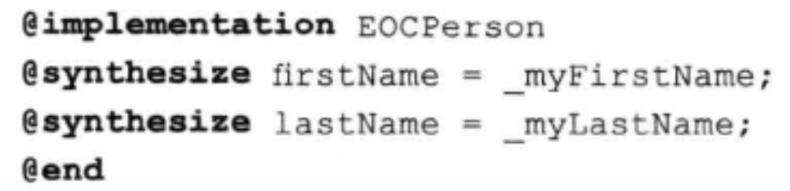 @implementation EOCPerson
@synthesize firstName = _myFirstName;
@synthesize lastName = _myLastName;
@end